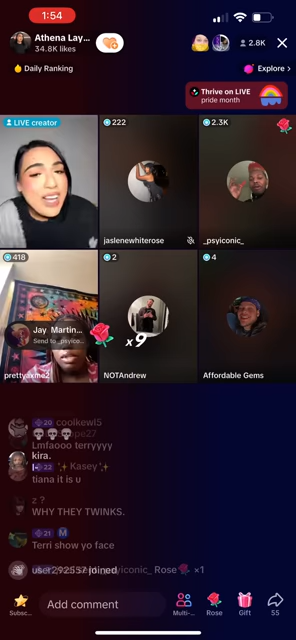 1:54
Athena Lay...
34.8K likes
2.8K
Daily Ranking
Explore >
Thrive on LIVE
pride month
LIVE creator
222
2.3K
jaslenewhiterose
_psyiconic_
418
2
4
Jay Martin...
Send to _psyico...
x9
prettyaxme2
NOTAndrew
Affordable Gems
20 coolkewl5
Lmfaooo terryyyy
kira.
22 ✨ Kasey ✨
tiana it is u
z ?
WHY THEY TWINKS.
21 M
Terri show yo face
joined
Rose x1
Subsc...
Add comment
Multi-...
Rose
Gift
55